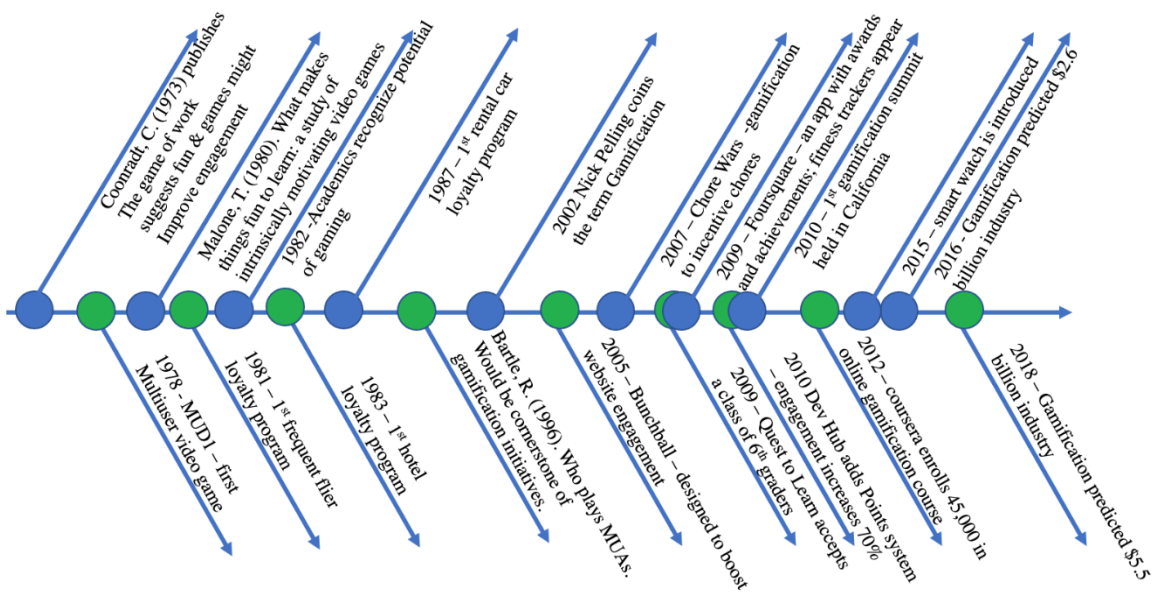 Coonradt, C. (1973) publishes
The game of work
suggests fun & games might
Improve engagement
Malone, T. (1980). What makes
things fun to learn: a study of
intrinsically motivating video games
1982 -Academics recognize potential
of gaming
1987 – 1st rental car
loyalty program
2002 Nick Pelling coins
the term Gamification
2007 – Chore Wars -gamification
to incentive chores
2009 – Foursquare – an app with awards
and achievements; fitness trackers appear
2010 – 1st gamification summit
held in California
2015 – smart watch is introduced
2016 - Gamification predicted $2.6
billion industry
1978 - MUD1 – first
Multiuser video game
1981 – 1st frequent flier
loyalty program
1983 – 1st hotel
loyalty program
Bartle, R. (1996). Who plays MUAs.
Would be cornerstone of
gamification initiatives.
2005 – Bunchball – designed to boost
website engagement
2009 – Quest to Learn accepts
a class of 6th graders
2010 Dev Hub adds Points system
– engagement increases 70%
2012 – coursera enrolls 45,000 in
online gamification course
2018 – Gamification predicted $5.5
billion industry